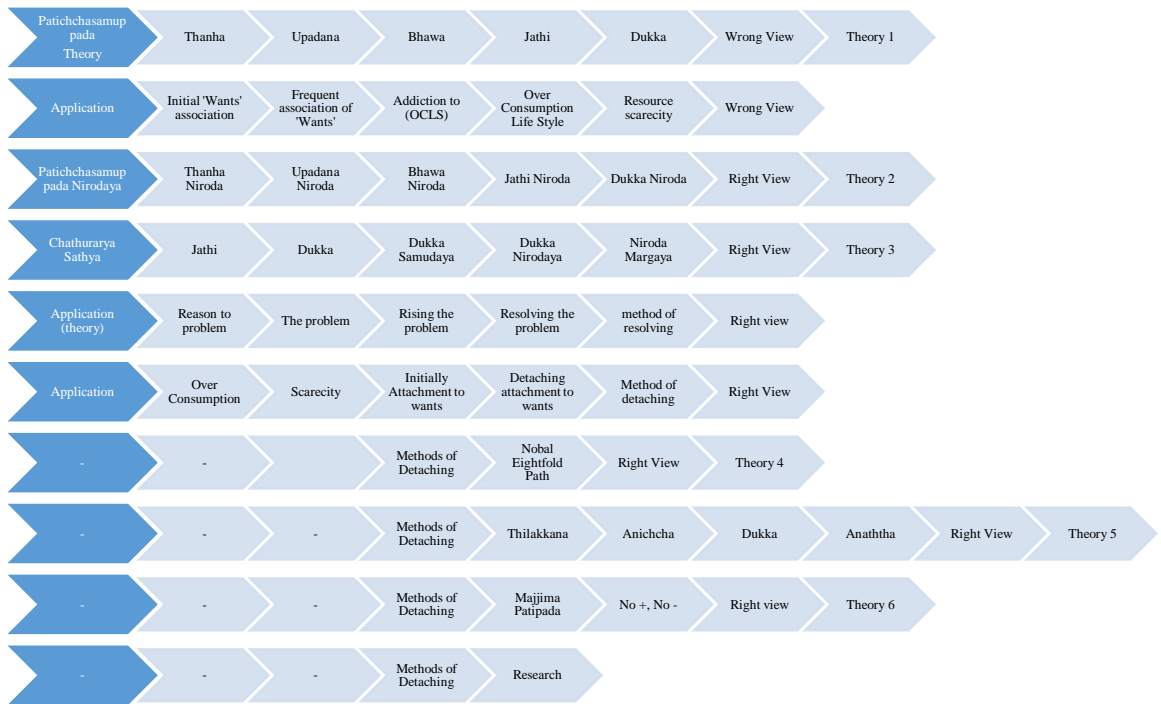 Patichchasamup
pada
Theory
Thanha
Upadana
Bhawa
Jathi
Dukka
Wrong View
Theory 1
Application
Initial 'Wants'
association
Frequent
association of
'Wants'
Addiction to
(OCLS)
Over
Consumption
Life Style
Resource
scarecity
Wrong View
Patichchasamup
pada Nirodaya
Thanha
Niroda
Upadana
Niroda
Bhawa
Niroda
Jathi Niroda
Dukka Niroda
Right View
Theory 2
Chathurarya
Sathya
Jathi
Dukka
Dukka
Samudaya
Dukka
Nirodaya
Niroda
Margaya
Right View
Theory 3
Application
(theory)
Reason to
problem
The problem
Rising the
problem
Resolving the
problem
method of
resolving
Right view
Application
Over
Consumption
Scarecity
Initially
Attachment to
wants
Detaching
attachment to
wants
Method of
detaching
Right View
-
-
Methods of
Detaching
Nobal
Eightfold
Path
Right View
Theory 4
-
-
-
Methods of
Detaching
Thilakkana
Anichcha
Dukka
Anaththa
Right View
Theory 5
-
-
-
Methods of
Detaching
Majjima
Patipada
No +, No -
Right view
Theory 6
-
-
-
Methods of
Detaching
Research